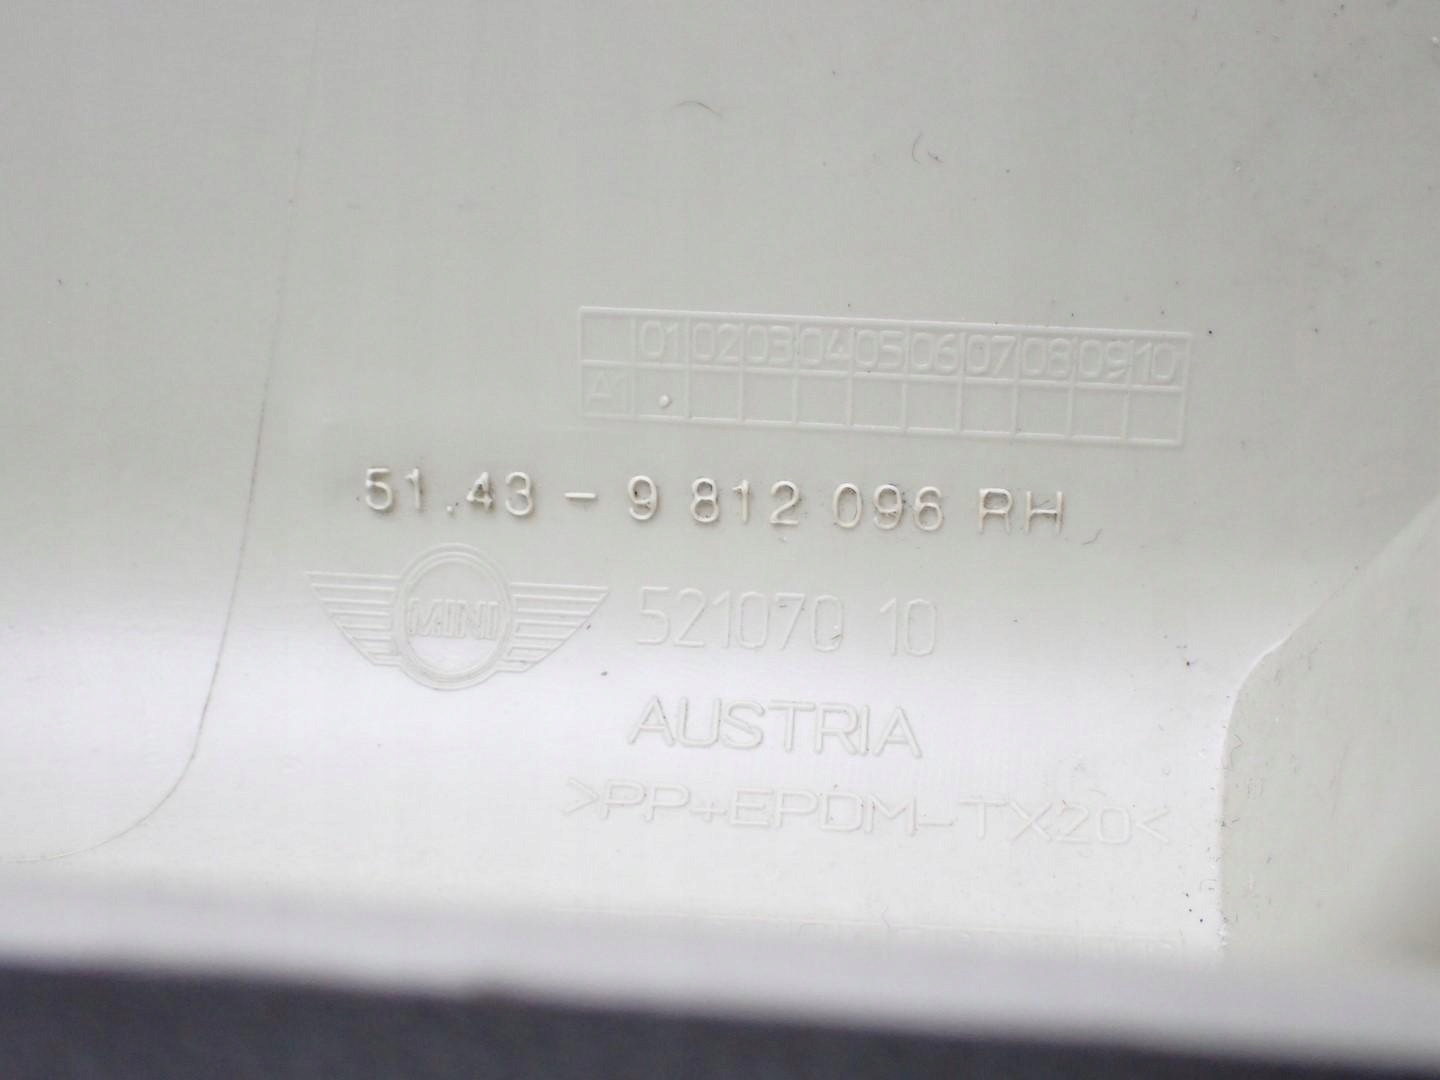 01 02 03 04 05 06 07 08 09 10
A1
51.43 - 9 812 096 RH
MINI 521070 10
AUSTRIA
>PP+EPDM-TX20<